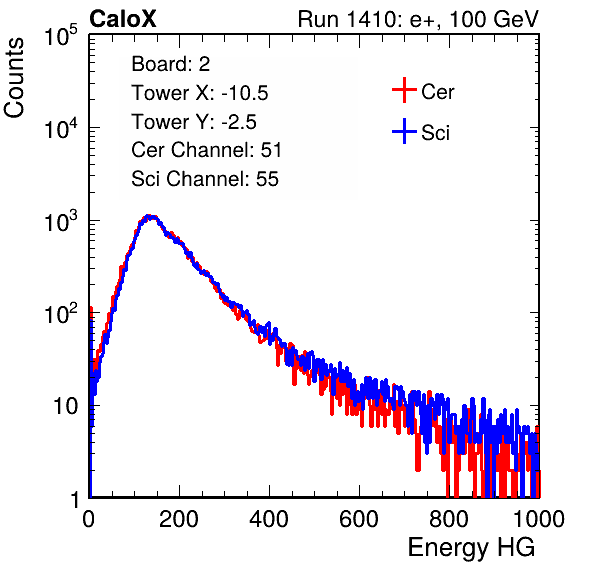 CaloX
Run 1410: e+, 100 GeV
Counts
Board: 2
Tower X: -10.5
Tower Y: -2.5
Cer Channel: 51
Sci Channel: 55
Cer
Sci
10^5
10^4
10^3
10^2
10
1
0 200 400 600 800 1000
Energy HG